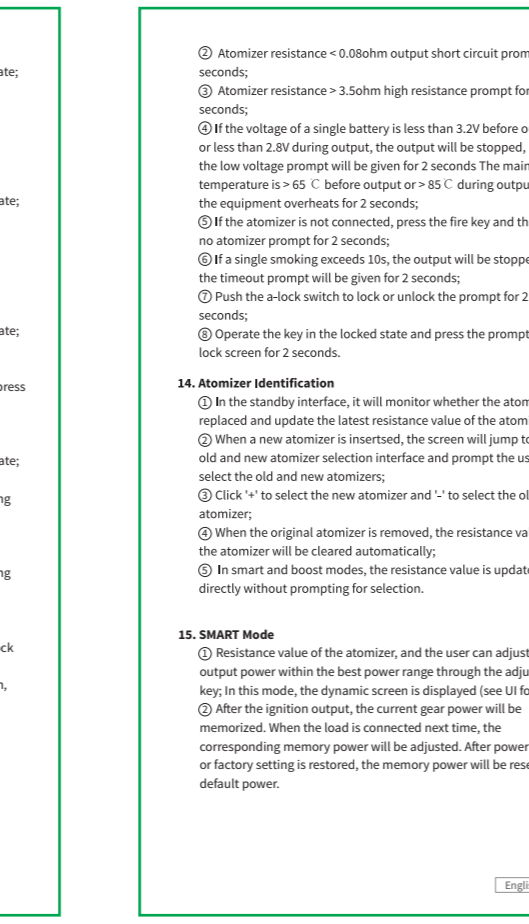 ate;
ate;
ate;
press
ate;
ng
ng
ck
n,
② Atomizer resistance < 0.08ohm output short circuit prom
seconds;
③ Atomizer resistance > 3.5ohm high resistance prompt for
seconds;
④ If the voltage of a single battery is less than 3.2V before o
or less than 2.8V during output, the output will be stopped,
the low voltage prompt will be given for 2 seconds The main
temperature is > 65 ℃ before output or > 85℃ during outpu
the equipment overheats for 2 seconds;
⑤ If the atomizer is not connected, press the fire key and th
no atomizer prompt for 2 seconds;
⑥ If a single smoking exceeds 10s, the output will be stoppe
the timeout prompt will be given for 2 seconds;
⑦ Push the a-lock switch to lock or unlock the prompt for 2
seconds;
⑧ Operate the key in the locked state and press the prompt
lock screen for 2 seconds.
14. Atomizer Identification
① In the standby interface, it will monitor whether the atom
replaced and update the latest resistance value of the atomi
② When a new atomizer is insertsed, the screen will jump to
old and new atomizer selection interface and prompt the us
select the old and new atomizers;
③ Click '+' to select the new atomizer and '-' to select the ol
atomizer;
④ When the original atomizer is removed, the resistance va
the atomizer will be cleared automatically;
⑤ In smart and boost modes, the resistance value is update
directly without prompting for selection.
15. SMART Mode
① Resistance value of the atomizer, and the user can adjust
output power within the best power range through the adju
key; In this mode, the dynamic screen is displayed (see UI fo
② After the ignition output, the current gear power will be
memorized. When the load is connected next time, the
corresponding memory power will be adjusted. After power
or factory setting is restored, the memory power will be rese
default power.
Englis